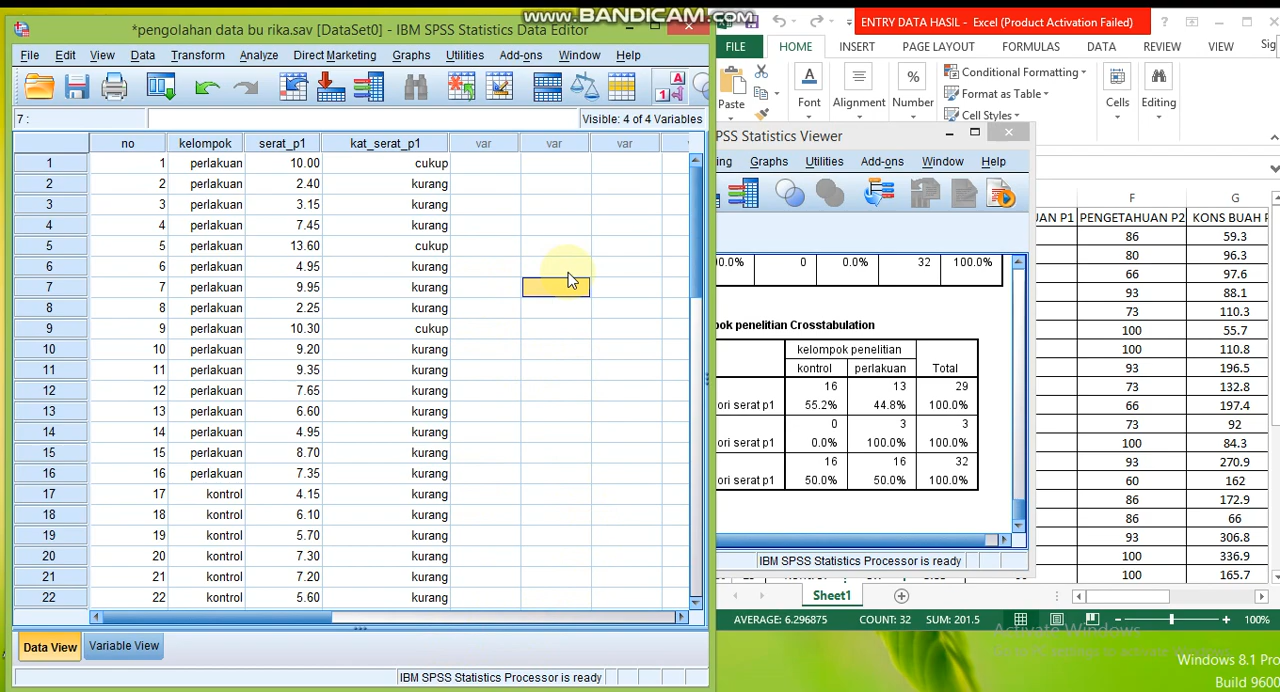 WWW.BANDICAM.COM
*pengolahan data bu rika.sav [DataSet0] - IBM SPSS Statistics Data Editor
File Edit View Data Transform Analyze Direct Marketing Graphs Utilities Add-ons Window Help
7 :
Visible: 4 of 4 Variables
no kelompok serat_p1 kat_serat_p1 var var var
1 1 perlakuan 10.00 cukup
2 2 perlakuan 2.40 kurang
3 3 perlakuan 3.15 kurang
4 4 perlakuan 7.45 kurang
5 5 perlakuan 13.60 cukup
6 6 perlakuan 4.95 kurang
7 7 perlakuan 9.95 kurang
8 8 perlakuan 2.25 kurang
9 9 perlakuan 10.30 cukup
10 10 perlakuan 9.20 kurang
11 11 perlakuan 9.35 kurang
12 12 perlakuan 7.65 kurang
13 13 perlakuan 6.60 kurang
14 14 perlakuan 4.95 kurang
15 15 perlakuan 8.70 kurang
16 16 perlakuan 7.35 kurang
17 17 kontrol 4.15 kurang
18 18 kontrol 6.10 kurang
19 19 kontrol 5.70 kurang
20 20 kontrol 7.30 kurang
21 21 kontrol 7.20 kurang
22 22 kontrol 5.60 kurang
Data View Variable View
IBM SPSS Statistics Processor is ready
ENTRY DATA HASIL - Excel (Product Activation Failed)
FILE HOME INSERT PAGE LAYOUT FORMULAS DATA REVIEW VIEW Sig
Paste Font Alignment Number
Conditional Formatting
Format as Table
Cell Styles
Cells Editing
SPSS Statistics Viewer
ng Graphs Utilities Add-ons Window Help
0.0% 0 0.0% 32 100.0%
ok penelitian Crosstabulation
kelompok penelitian
kontrol perlakuan Total
16 13 29
ori serat p1 55.2% 44.8% 100.0%
0 3 3
ori serat p1 0.0% 100.0% 100.0%
16 16 32
ori serat p1 50.0% 50.0% 100.0%
IBM SPSS Statistics Processor is ready
F G
UAN P1 PENGETAHUAN P2 KONS BUAH P
86 59.3
80 96.3
66 97.6
93 88.1
73 110.3
100 55.7
100 110.8
93 196.5
73 132.8
66 197.4
73 92
100 84.3
93 270.9
60 162
86 172.9
86 66
93 306.8
100 336.9
100 165.7
Sheet1
AVERAGE: 6.296875 COUNT: 32 SUM: 201.5
100%
Activate Windows
Windows 8.1 Pro
Build 9600